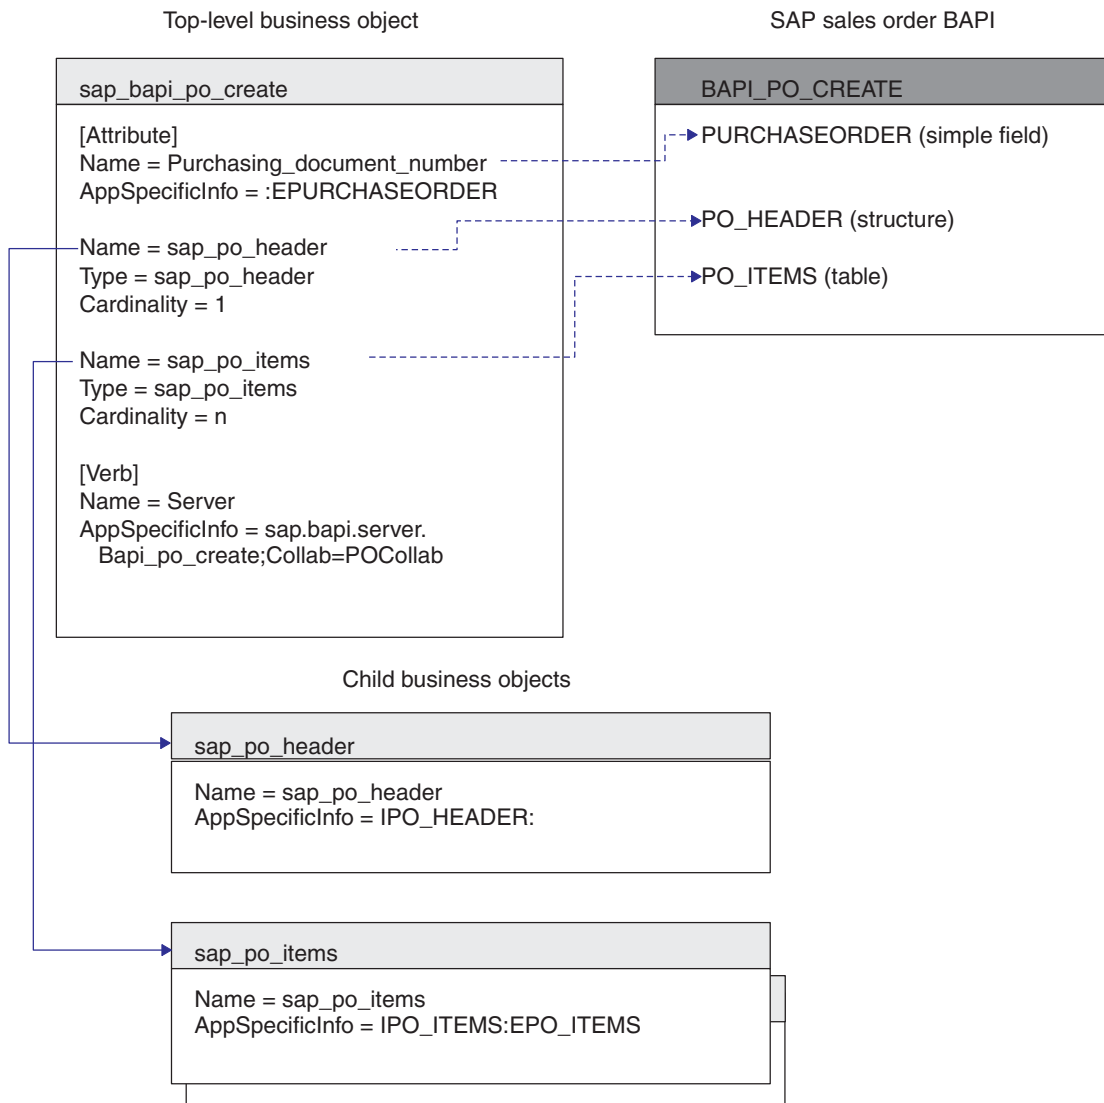 Top-level business object
SAP sales order BAPI
sap_bapi_po_create
[Attribute]
Name = Purchasing_document_number
AppSpecificInfo = :EPURCHASEORDER
Name = sap_po_header
Type = sap_po_header
Cardinality = 1
Name = sap_po_items
Type = sap_po_items
Cardinality = n
[Verb]
Name = Server
AppSpecificInfo = sap.bapi.server.
Bapi_po_create;Collab=POCollab
BAPI_PO_CREATE
PURCHASEORDER (simple field)
PO_HEADER (structure)
PO_ITEMS (table)
Child business objects
sap_po_header
Name = sap_po_header
AppSpecificInfo = IPO_HEADER:
sap_po_items
Name = sap_po_items
AppSpecificInfo = IPO_ITEMS:EPO_ITEMS